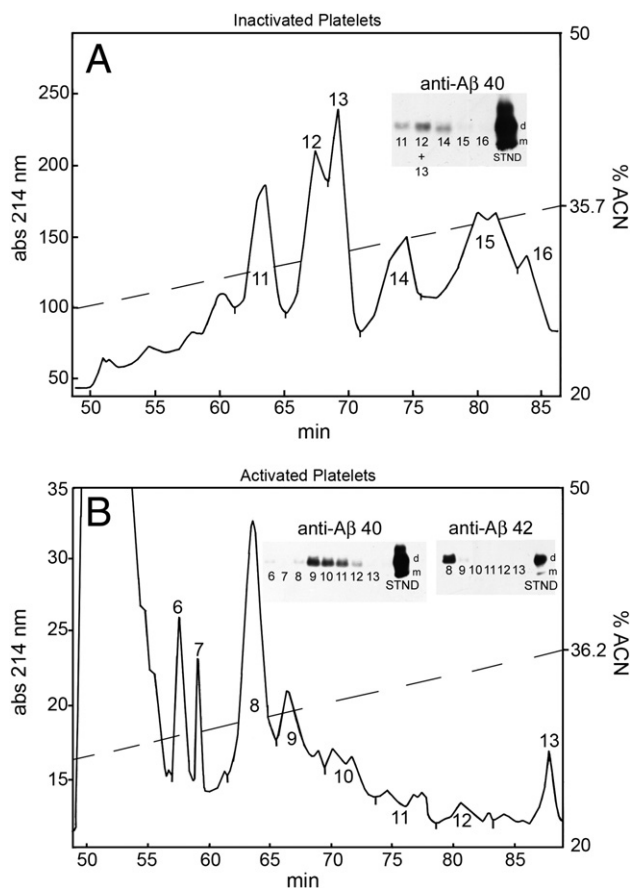 Inactivated Platelets
A
50
anti-Aβ 40
250
200
150
100
50
abs 214 nm
11 12 14 15 16 STND
+
13
d
m
11
12
13
14
15
16
35.7
% ACN
20
50 55 60 65 70 75 80 85
min
Activated Platelets
B
35
30
25
20
15
abs 214 nm
50
anti-Aβ 40
6 7 8 9 10 11 12 13
d
m
STND
anti-Aβ 42
8 9 10 11 12 13
d
m
STND
6
7
8
9
10
11
12
13
36.2
% ACN
20
50 55 60 65 70 75 80 85
min